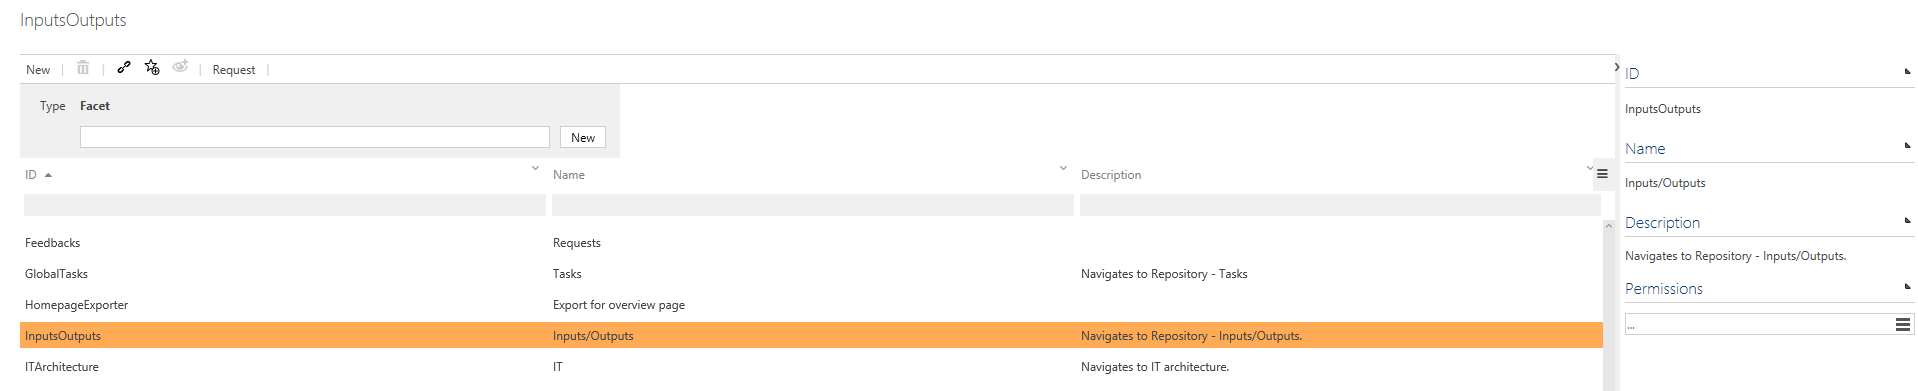 InputsOutputs
New | | | Request |
Type Facet
New
ID Name Description
Feedbacks Requests
GlobalTasks Tasks Navigates to Repository - Tasks
HomepageExporter Export for overview page
InputsOutputs Inputs/Outputs Navigates to Repository - Inputs/Outputs.
ITArchitecture IT Navigates to IT architecture.
ID
InputsOutputs
Name
Inputs/Outputs
Description
Navigates to Repository - Inputs/Outputs.
Permissions
...